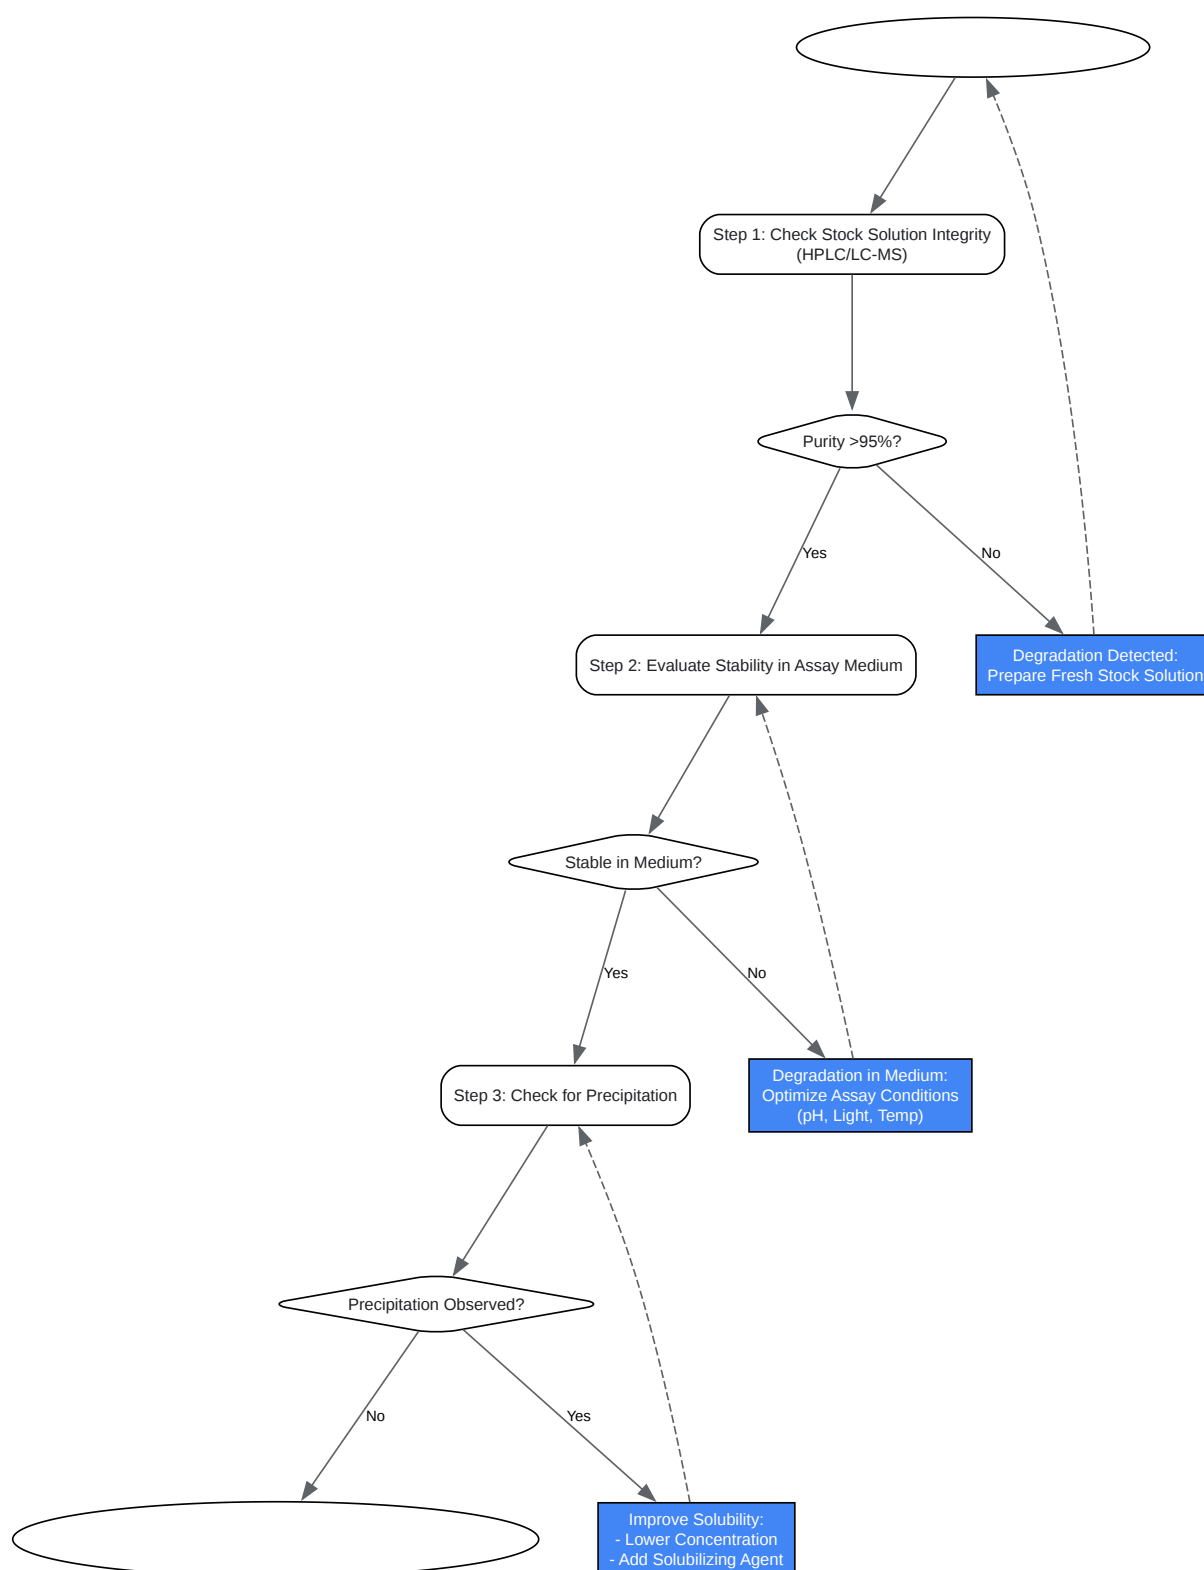 Step 1: Check Stock Solution Integrity
(HPLC/LC-MS)
Purity >95%?
Yes
No
Step 2: Evaluate Stability in Assay Medium
Degradation Detected:
Prepare Fresh Stock Solution
Stable in Medium?
Yes
No
Step 3: Check for Precipitation
Degradation in Medium:
Optimize Assay Conditions
(pH, Light, Temp)
Precipitation Observed?
No
Yes
Improve Solubility:
- Lower Concentration
- Add Solubilizing Agent